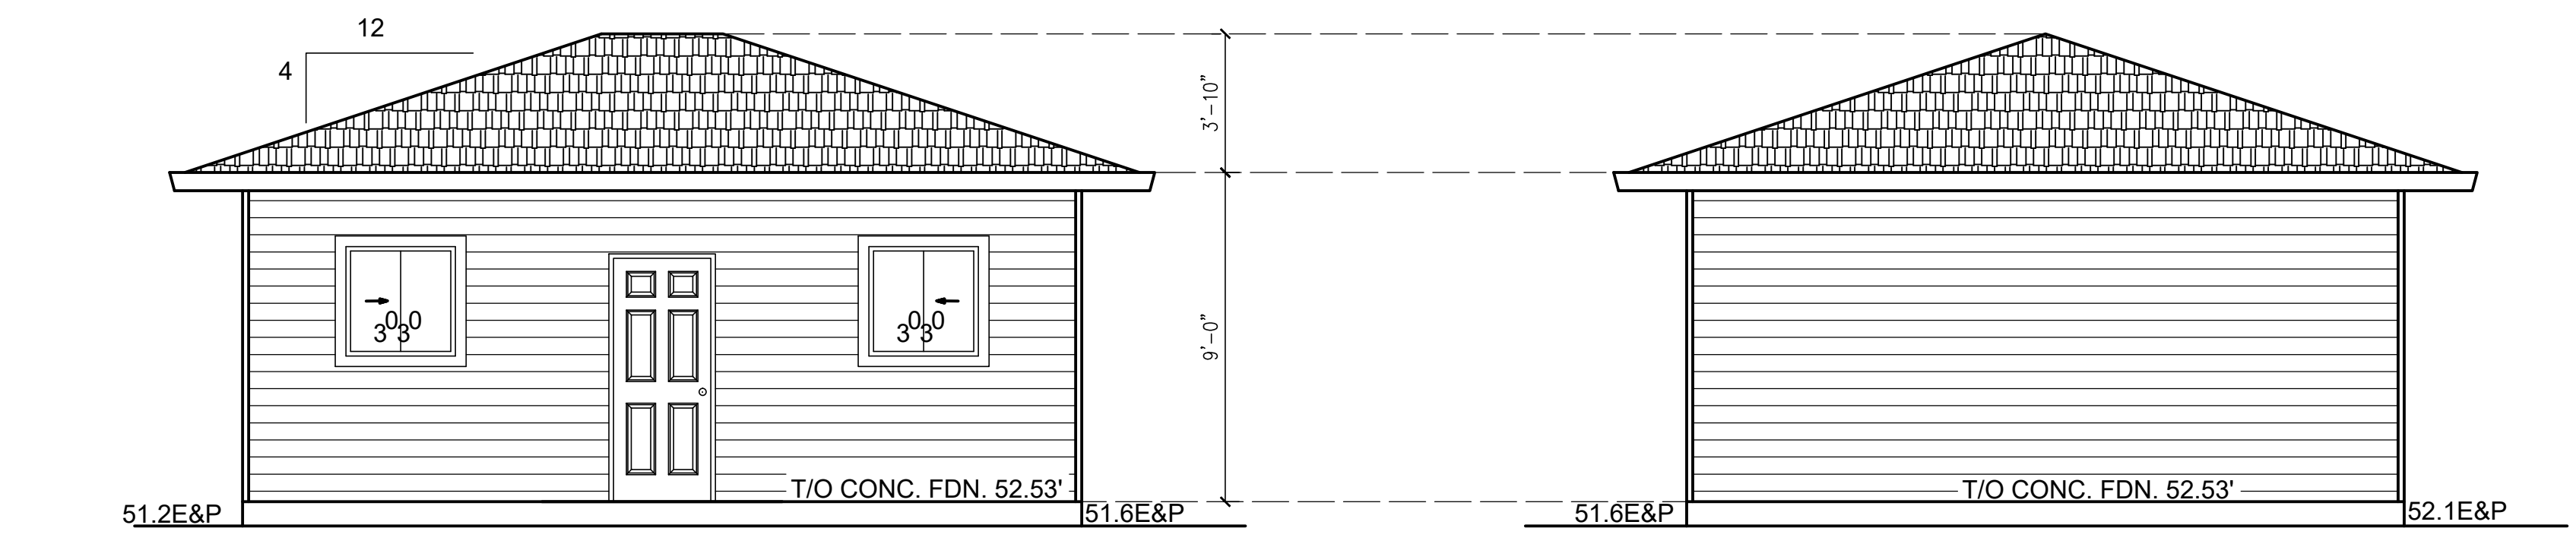 12
4
3'-10"
3⁰3⁰
3⁰3⁰
9'-0"
T/O CONC. FDN. 52.53'
T/O CONC. FDN. 52.53'
51.2E&P
51.6E&P
51.6E&P
52.1E&P